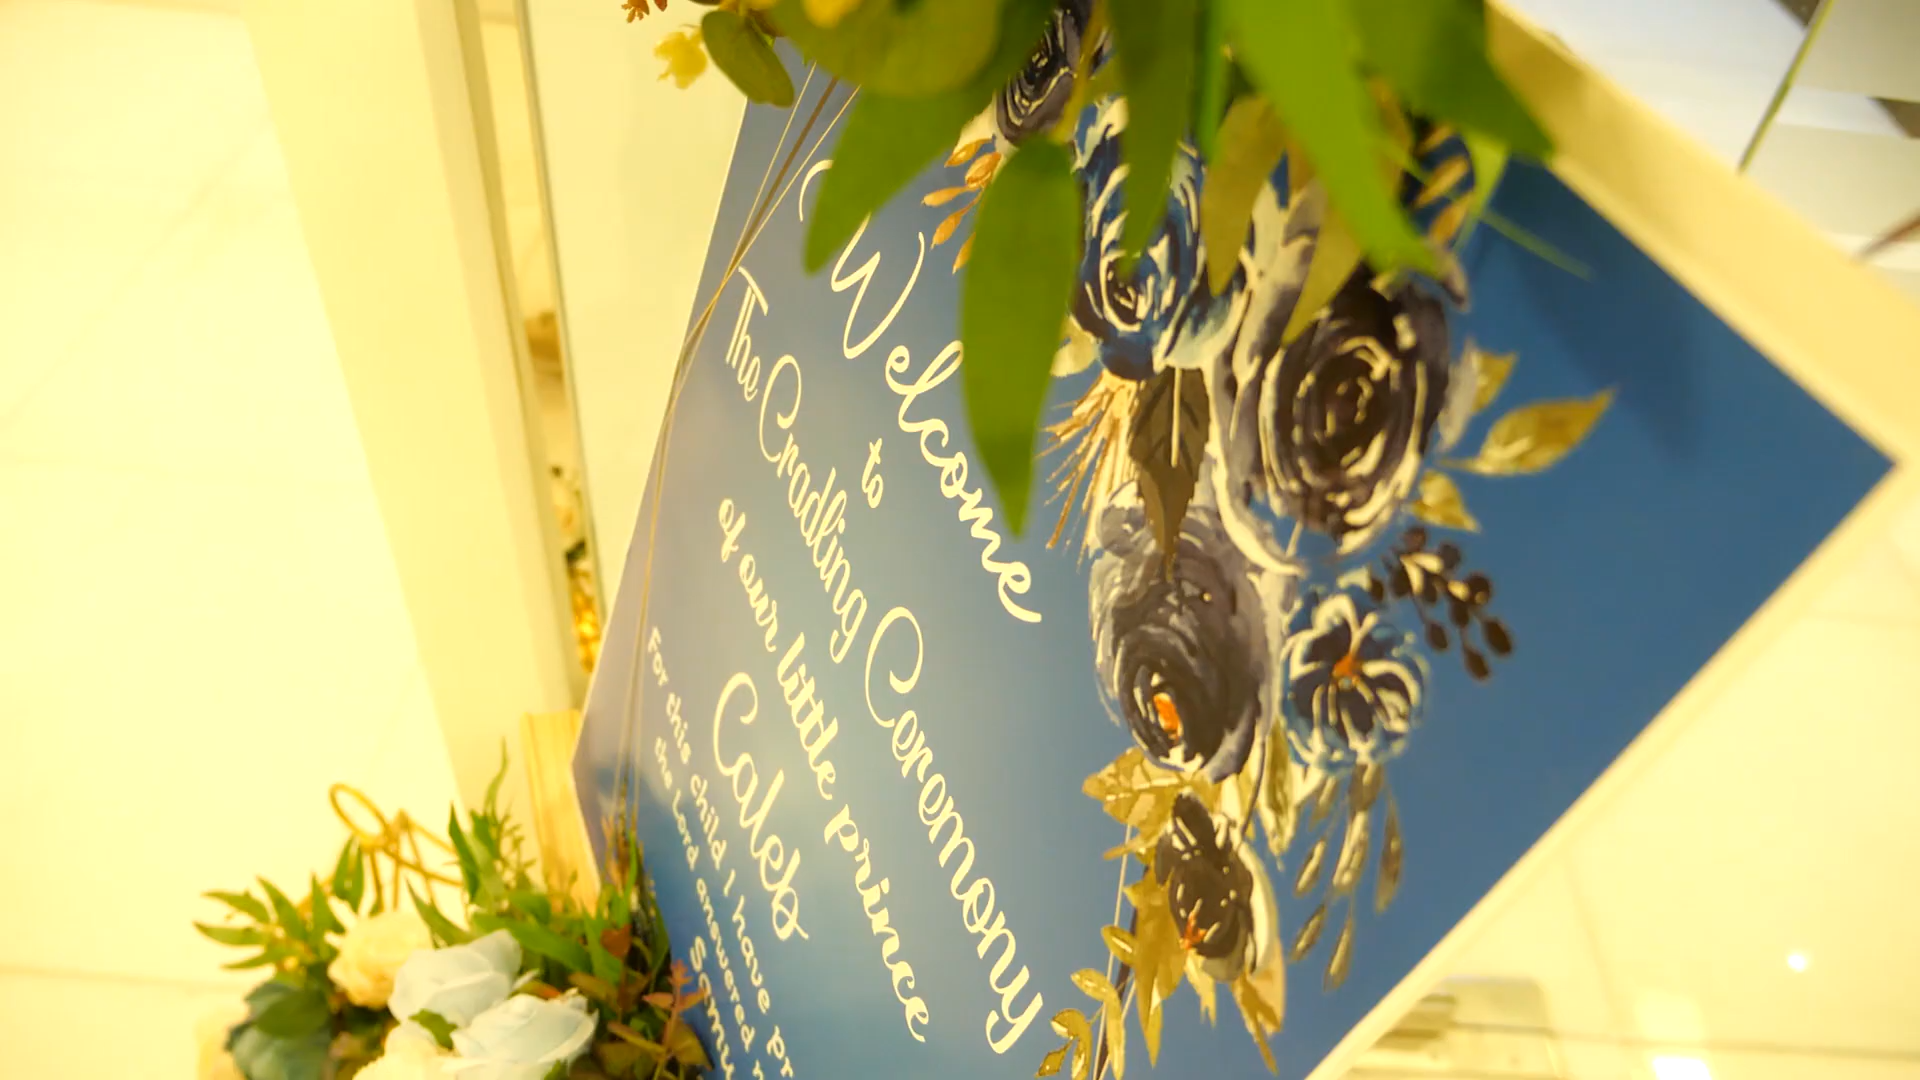 Welcome
to
The Cradling Ceremony
of our little prince
Caleb
For this child I have
the Lord answered